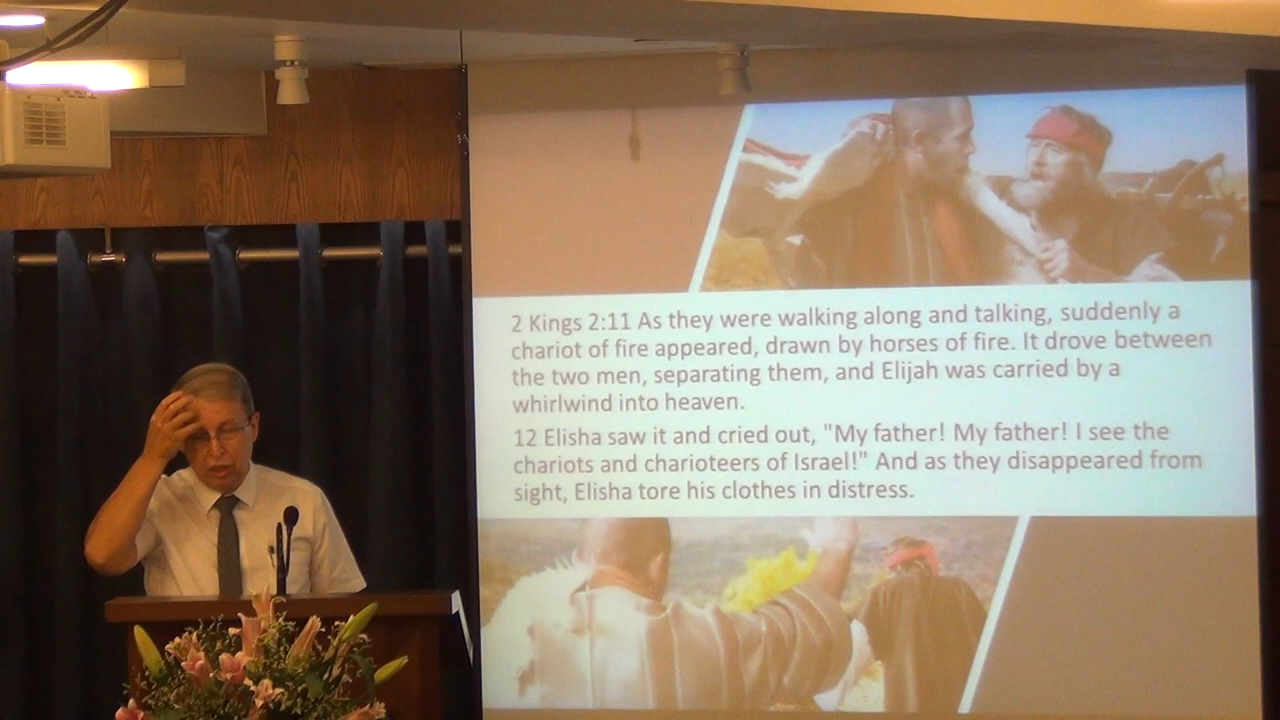 2 Kings 2:11 As they were walking along and talking, suddenly a
chariot of fire appeared, drawn by horses of fire. It drove between
the two men, separating them, and Elijah was carried by a
whirlwind into heaven.
12 Elisha saw it and cried out, "My father! My father! I see the
chariots and charioteers of Israel!" And as they disappeared from
sight, Elisha tore his clothes in distress.